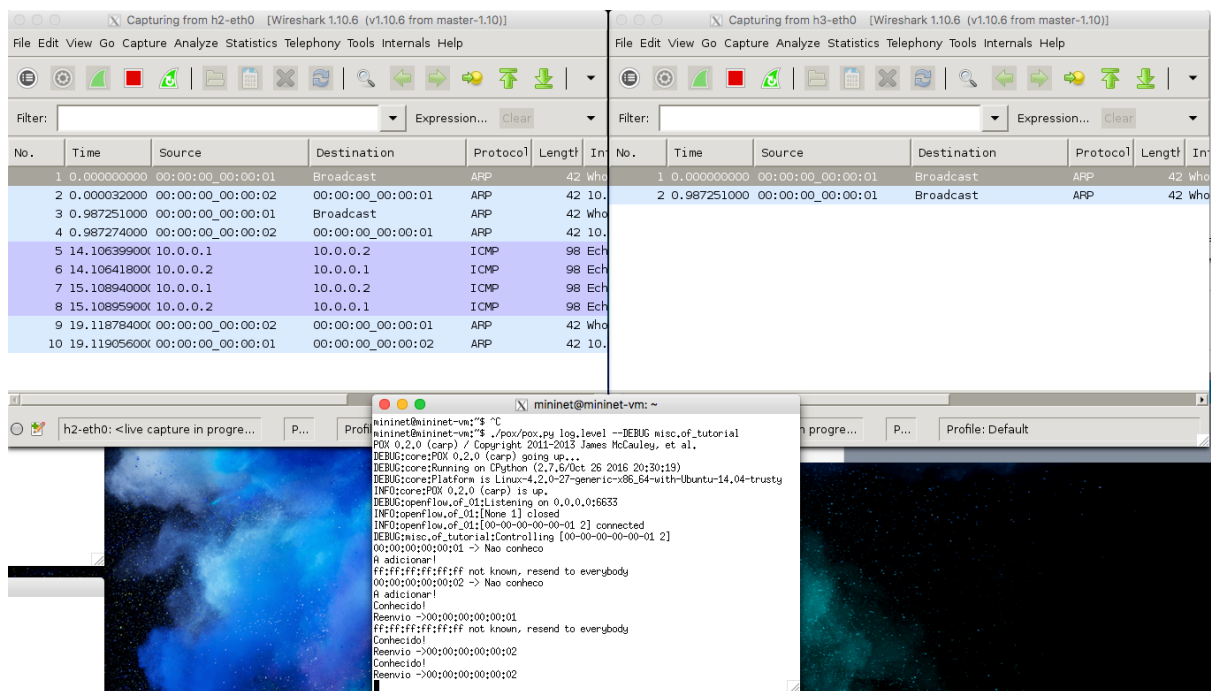 Capturing from h2-eth0 [Wireshark 1.10.6 (v1.10.6 from master-1.10)]
File Edit View Go Capture Analyze Statistics Telephony Tools Internals Help
Filter: Expression... Clear
No. Time Source Destination Protocol Length
1 0.000000000 00:00:00_00:00:01 Broadcast ARP 42 Who
2 0.000032000 00:00:00_00:00:02 00:00:00_00:00:01 ARP 42 10.
3 0.987251000 00:00:00_00:00:01 Broadcast ARP 42 Who
4 0.987274000 00:00:00_00:00:02 00:00:00_00:00:01 ARP 42 10.
5 14.10639900 10.0.0.1 10.0.0.2 ICMP 98 Ech
6 14.10641800 10.0.0.2 10.0.0.1 ICMP 98 Ech
7 15.10894000 10.0.0.1 10.0.0.2 ICMP 98 Ech
8 15.10895900 10.0.0.2 10.0.0.1 ICMP 98 Ech
9 19.11878400 00:00:00_00:00:02 00:00:00_00:00:01 ARP 42 Who
10 19.11905600 00:00:00_00:00:01 00:00:00_00:00:02 ARP 42 10.
h2-eth0: <live capture in progre... P... Profi
Capturing from h3-eth0 [Wireshark 1.10.6 (v1.10.6 from master-1.10)]
File Edit View Go Capture Analyze Statistics Telephony Tools Internals Help
Filter: Expression... Clear
No. Time Source Destination Protocol Length
1 0.000000000 00:00:00_00:00:01 Broadcast ARP 42 Who
2 0.987251000 00:00:00_00:00:01 Broadcast ARP 42 Who
n progre... P... Profile: Default
mininet@mininet-vm: ~
mininet@mininet-vm:~$ ^C
mininet@mininet-vm:~$ ./pox/pox.py log.level --DEBUG misc.of_tutorial
POX 0.2.0 (carp) / Copyright 2011-2013 James McCauley, et al.
DEBUG:core:POX 0.2.0 (carp) going up...
DEBUG:core:Running on CPython (2.7.6/Oct 26 2016 20:30:19)
DEBUG:core:Platform is Linux-4.2.0-27-generic-x86_64-with-Ubuntu-14.04-trusty
INFO:core:POX 0.2.0 (carp) is up.
DEBUG:openflow.of_01:Listening on 0.0.0.0:6633
INFO:openflow.of_01:[None 1] closed
INFO:openflow.of_01:[00-00-00-00-00-01 2] connected
DEBUG:misc.of_tutorial:Controlling [00-00-00-00-00-01 2]
00:00:00:00:00:01 -> Nao conheco
A adicionar!
ff:ff:ff:ff:ff:ff not known, resend to everybody
00:00:00:00:00:02 -> Nao conheco
A adicionar!
Conhecido!
Reenvio ->00:00:00:00:00:01
ff:ff:ff:ff:ff:ff not known, resend to everybody
Conhecido!
Reenvio ->00:00:00:00:00:02
Conhecido!
Reenvio ->00:00:00:00:00:02